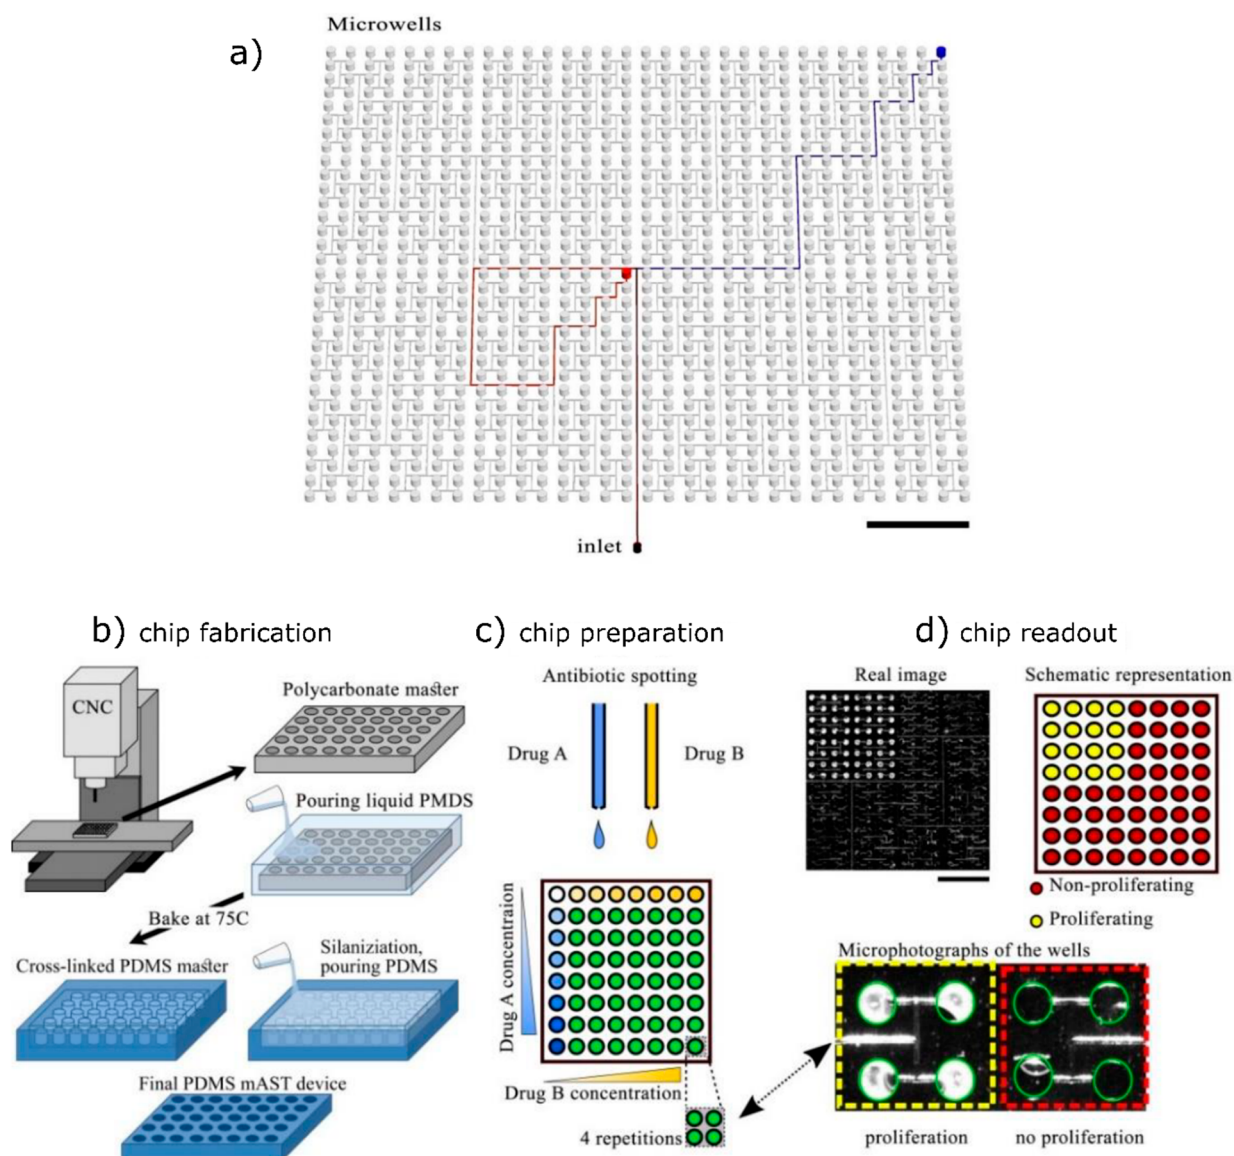 Microwells
a)
inlet
b) chip fabrication
c) chip preparation
d) chip readout
CNC
Polycarbonate master
Pouring liquid PMDS
Bake at 75C
Cross-linked PDMS master
Silaniziation,
pouring PDMS
Final PDMS mAST device
Antibiotic spotting
Drug A
Drug B
Drug A concentraion
Drug B concentration
4 repetitions
Real image
Schematic representation
Non-proliferating
Proliferating
Microphotographs of the wells
proliferation
no proliferation